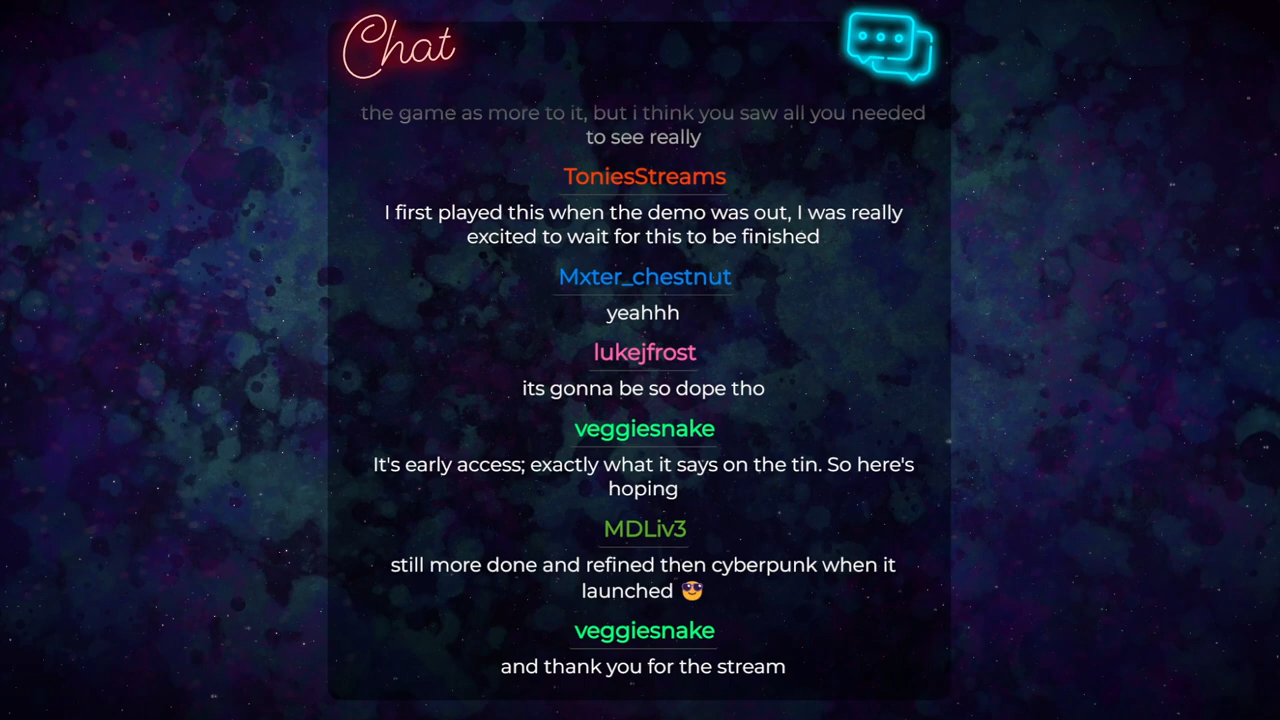 Chat
the game as more to it, but i think you saw all you needed
to see really
ToniesStreams
I first played this when the demo was out, I was really
excited to wait for this to be finished
Mxter_chestnut
yeahhh
lukejfrost
its gonna be so dope tho
veggiesnake
It's early access; exactly what it says on the tin. So here's
hoping
MDLiv3
still more done and refined then cyberpunk when it
launched 😎
veggiesnake
and thank you for the stream